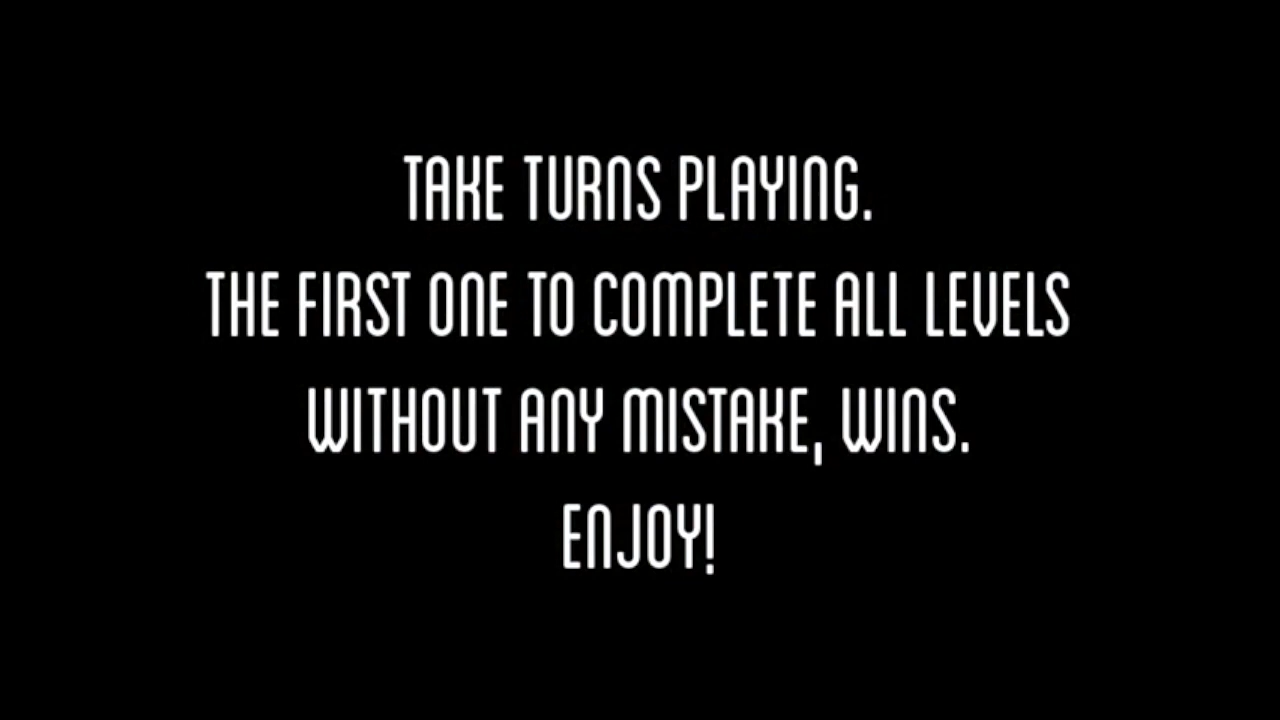 TAKE TURNS PLAYING.
THE FIRST ONE TO COMPLETE ALL LEVELS
WITHOUT ANY MISTAKE, WINS.
ENJOY!